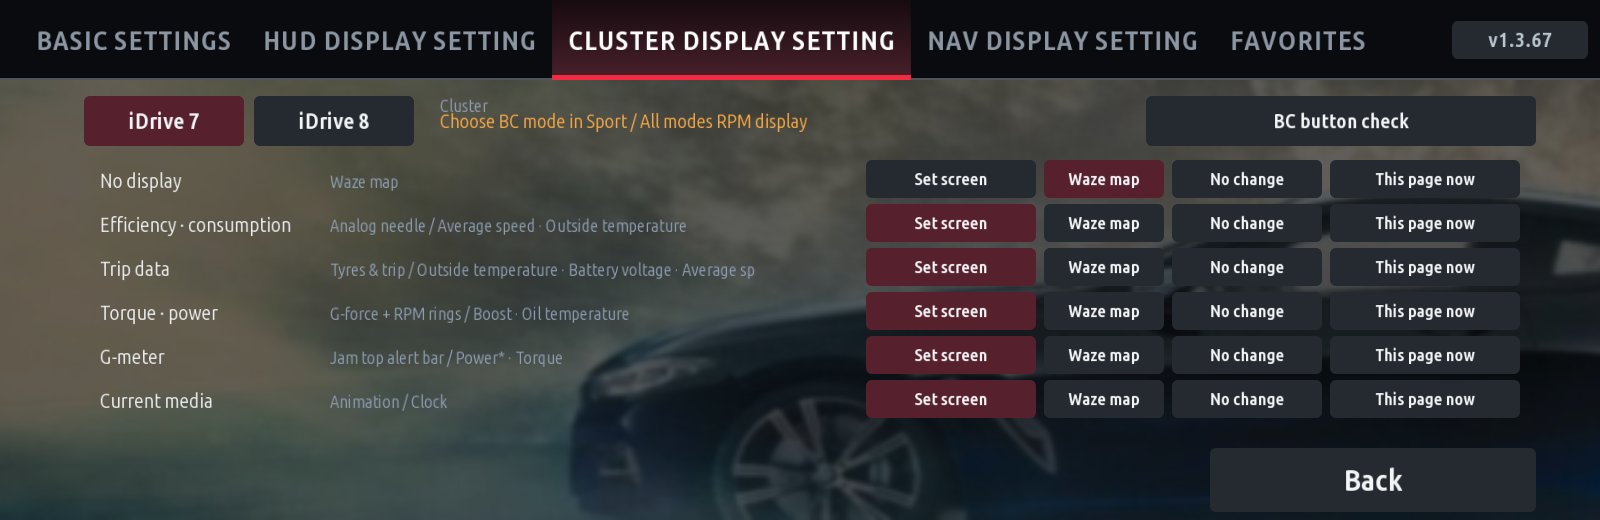 BASIC SETTINGS HUD DISPLAY SETTING CLUSTER DISPLAY SETTING NAV DISPLAY SETTING FAVORITES v1.3.67
iDrive 7 iDrive 8 Cluster BC button check
Choose BC mode in Sport / All modes RPM display
No display Waze map Set screen Waze map No change This page now
Efficiency · consumption Analog needle / Average speed · Outside temperature Set screen Waze map No change This page now
Trip data Tyres & trip / Outside temperature · Battery voltage · Average sp Set screen Waze map No change This page now
Torque · power G-force + RPM rings / Boost · Oil temperature Set screen Waze map No change This page now
G-meter Jam top alert bar / Power* · Torque Set screen Waze map No change This page now
Current media Animation / Clock Set screen Waze map No change This page now
Back